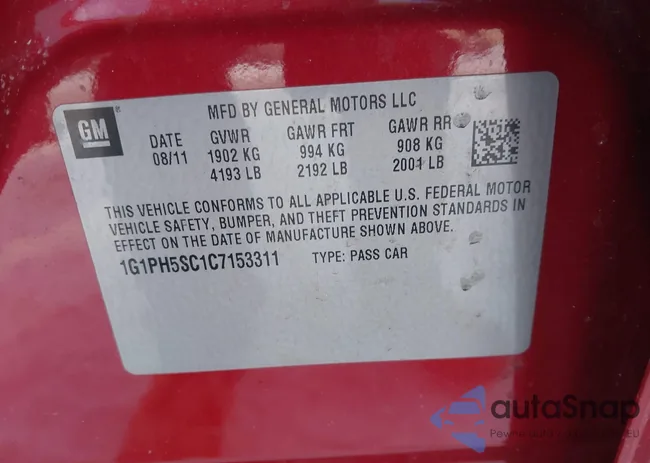 GM
MFD BY GENERAL MOTORS LLC
DATE GVWR GAWR FRT GAWR RR
08/11 1902 KG 994 KG 908 KG
4193 LB 2192 LB 2001 LB
THIS VEHICLE CONFORMS TO ALL APPLICABLE U.S. FEDERAL MOTOR
VEHICLE SAFETY, BUMPER, AND THEFT PREVENTION STANDARDS IN
EFFECT ON THE DATE OF MANUFACTURE SHOWN ABOVE.
1G1PH5SC1C7153311 TYPE: PASS CAR
autaSnap